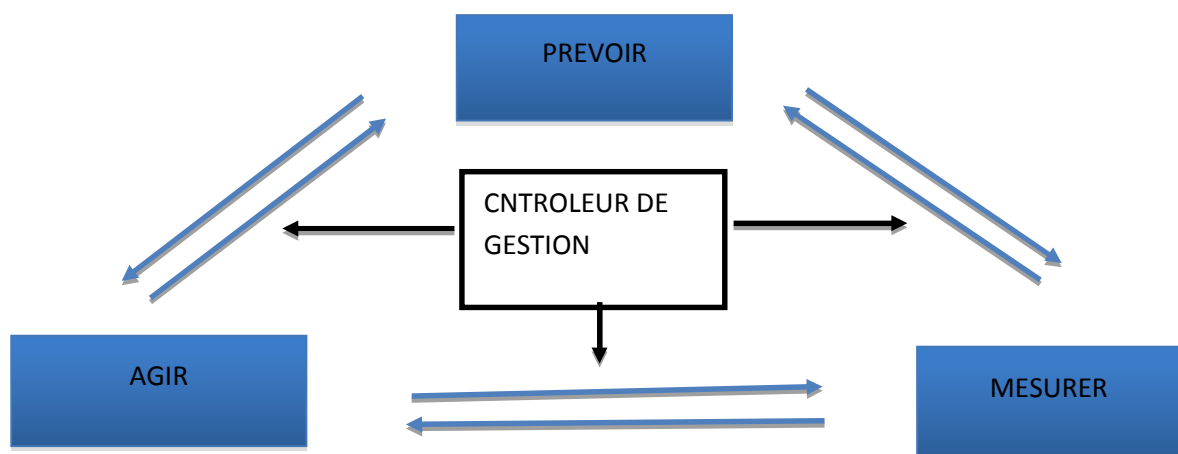 PREVOIR
CNTROLEUR DE
GESTION
AGIR
MESURER